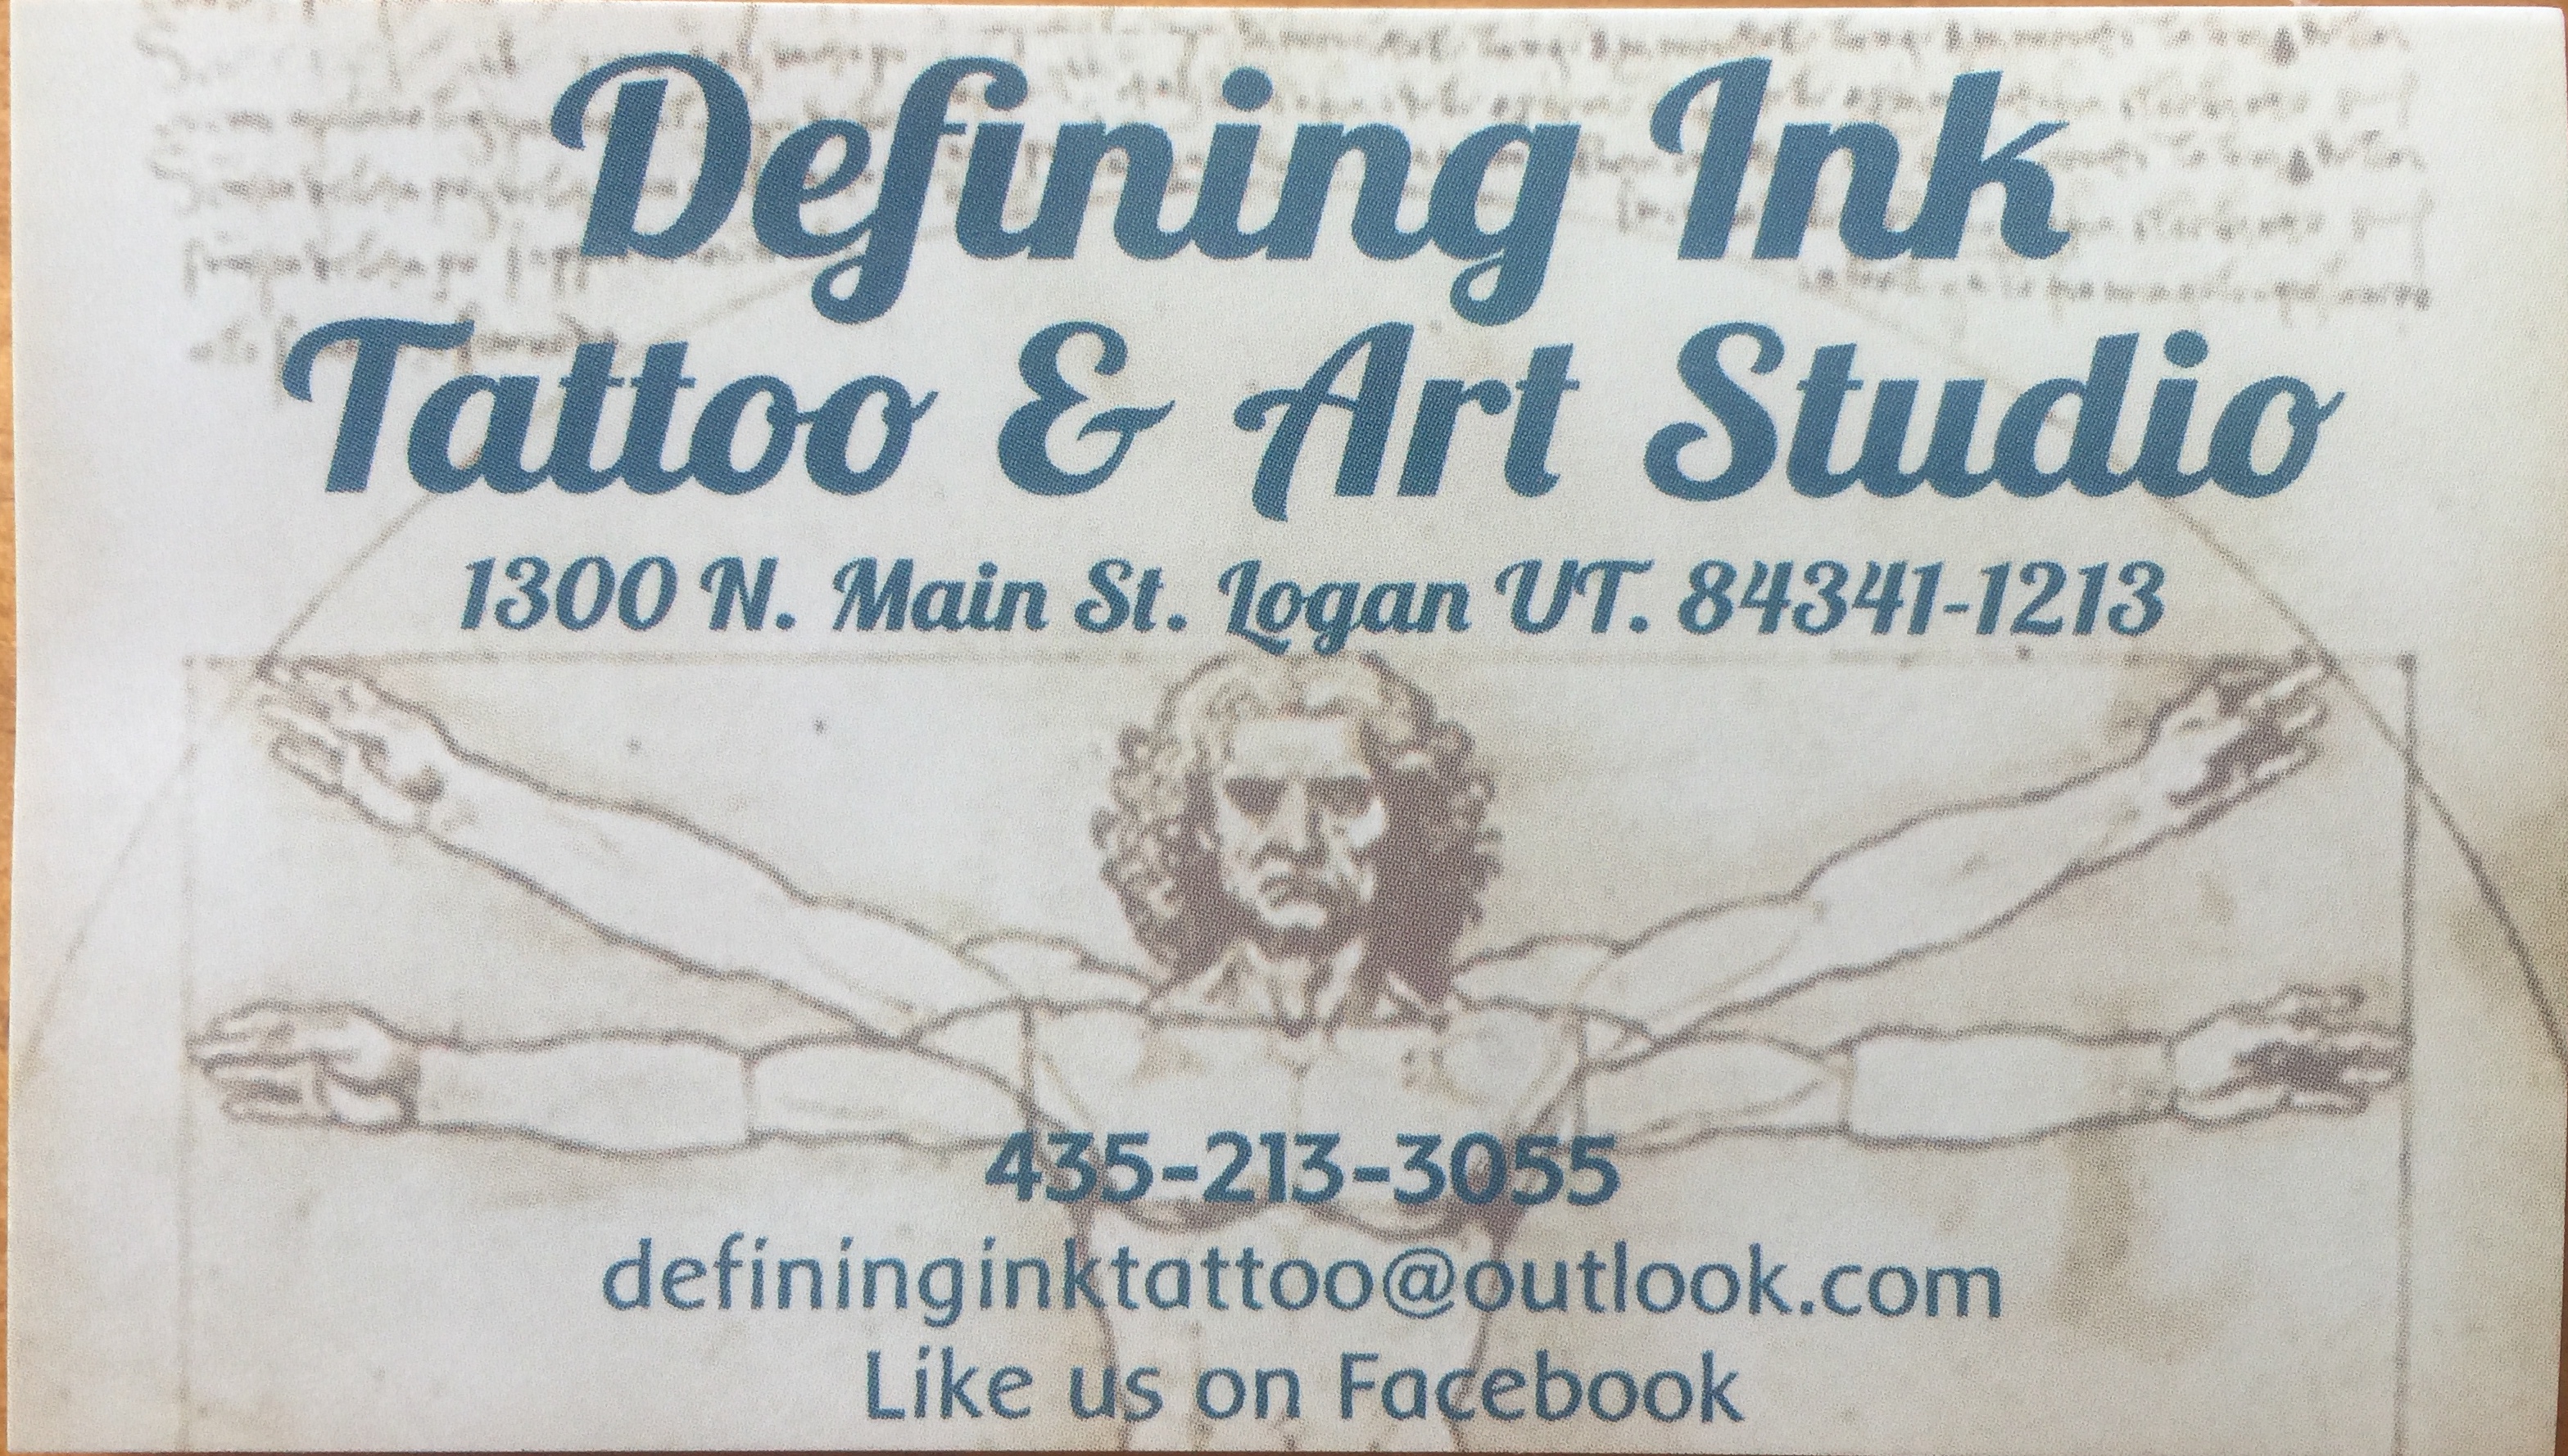 Defining Ink
Tattoo & Art Studio
1300 N. Main St. Logan UT. 84341-1213
435-213-3055
defininginktattoo@outlook.com
Like us on Facebook